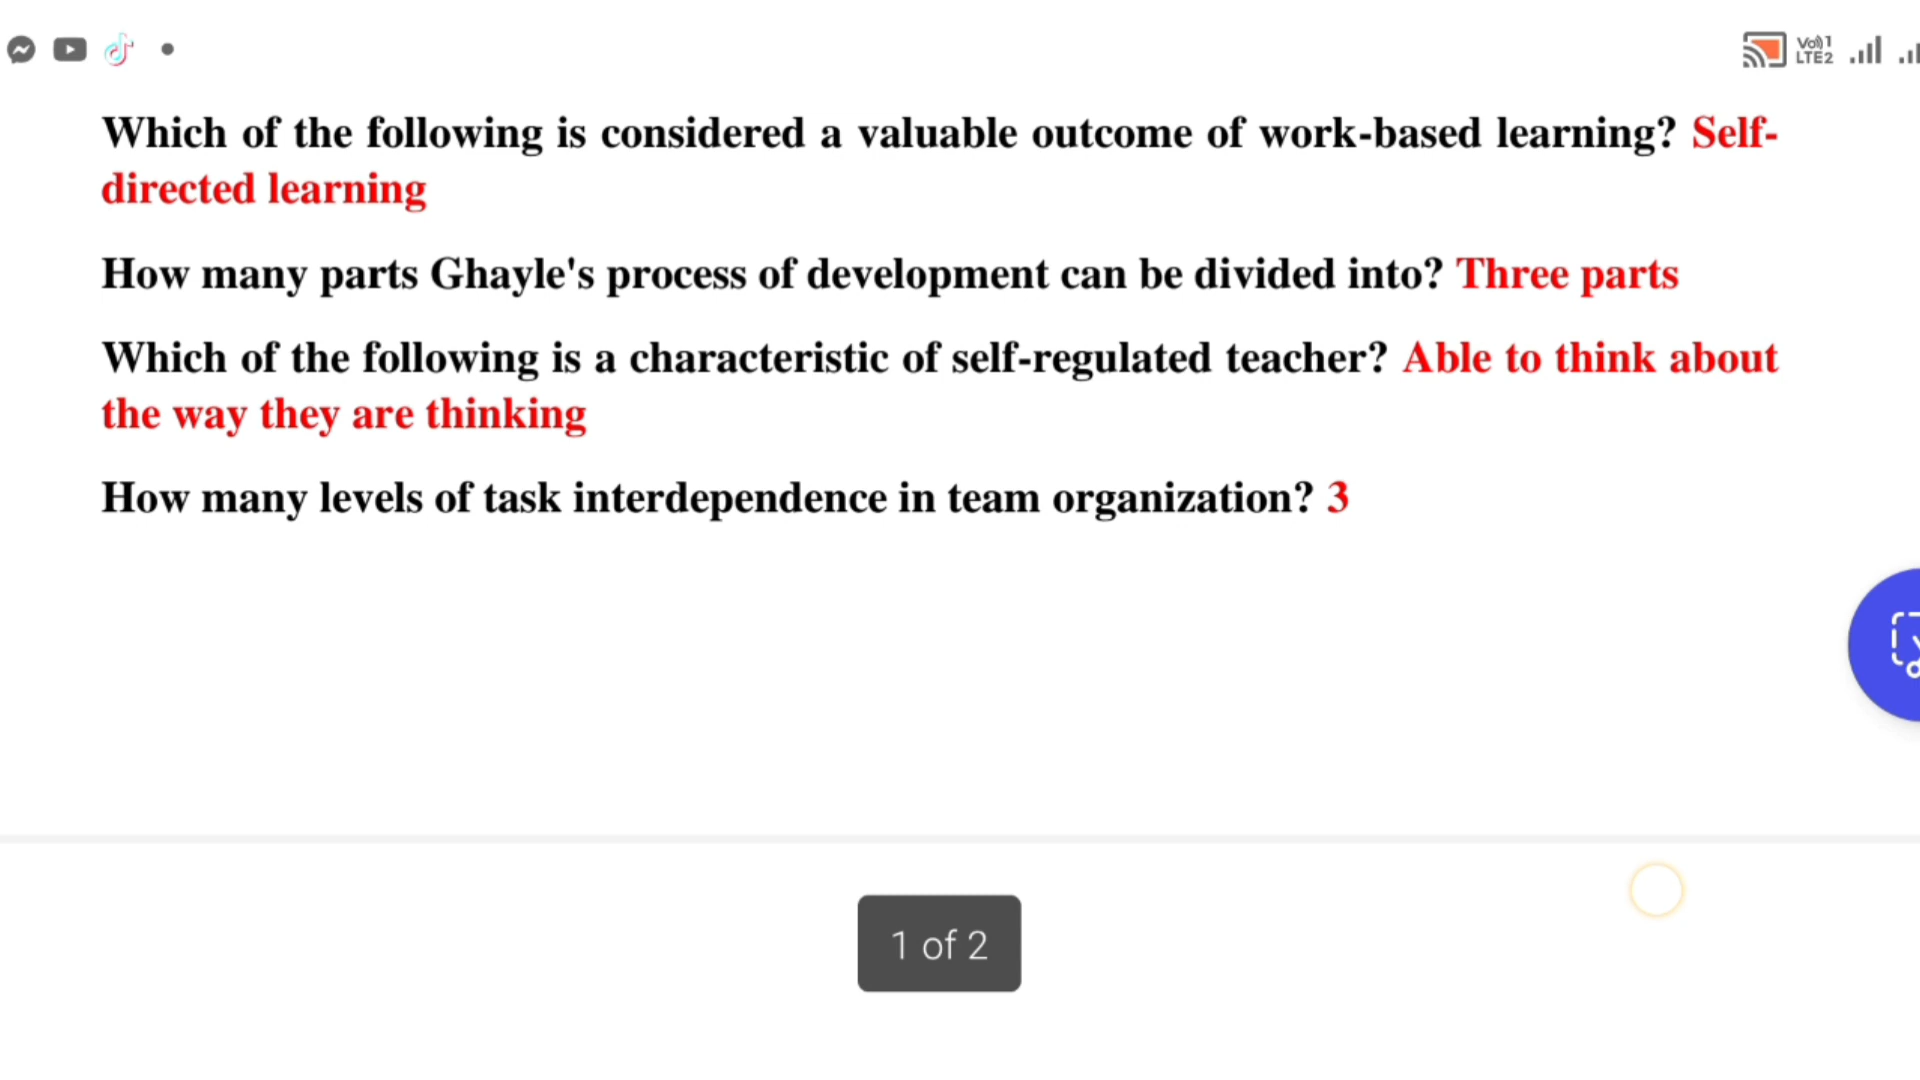 Vo)) 1
LTE2
Which of the following is considered a valuable outcome of work-based learning? Self-
directed learning
How many parts Ghayle's process of development can be divided into? Three parts
Which of the following is a characteristic of self-regulated teacher? Able to think about
the way they are thinking
How many levels of task interdependence in team organization? 3
1 of 2